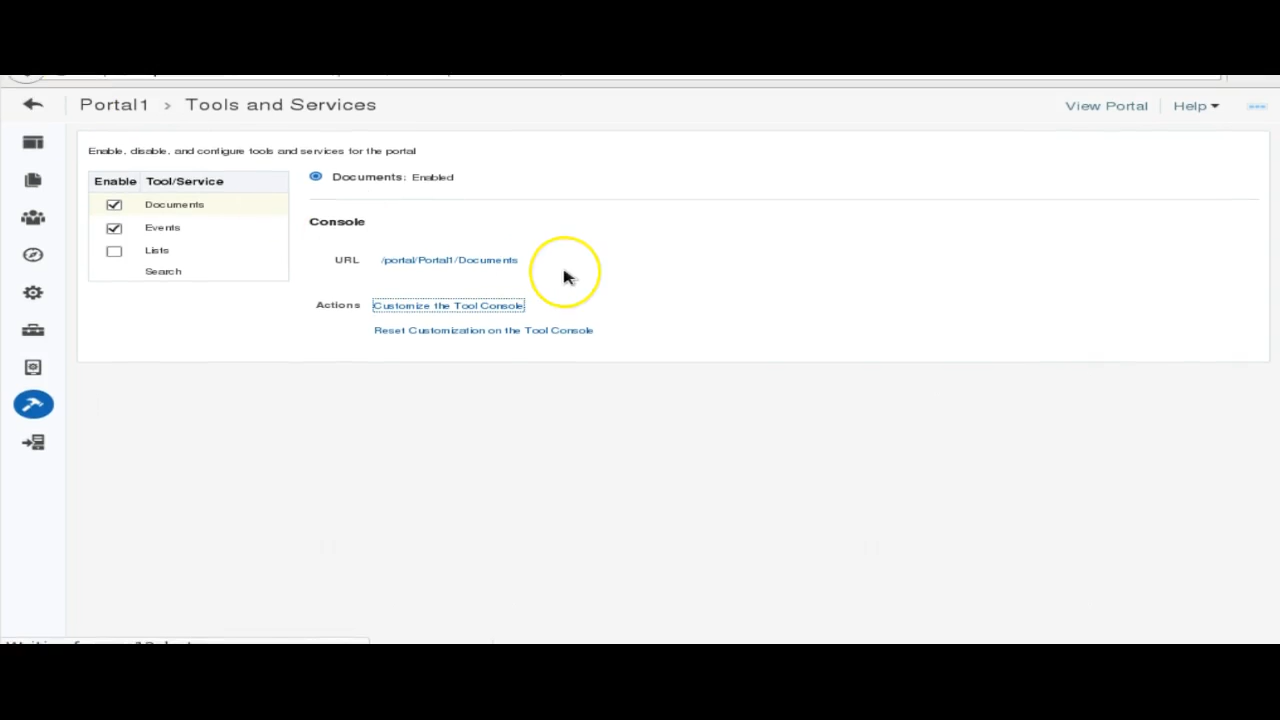 Portal1 > Tools and Services
View Portal
Help
Enable, disable, and configure tools and services for the portal
Enable Tool/Service
Documents
Events
Lists
Search
Documents: Enabled
Console
URL /portal/Portal1/Documents
Actions Customize the Tool Console
Reset Customization on the Tool Console